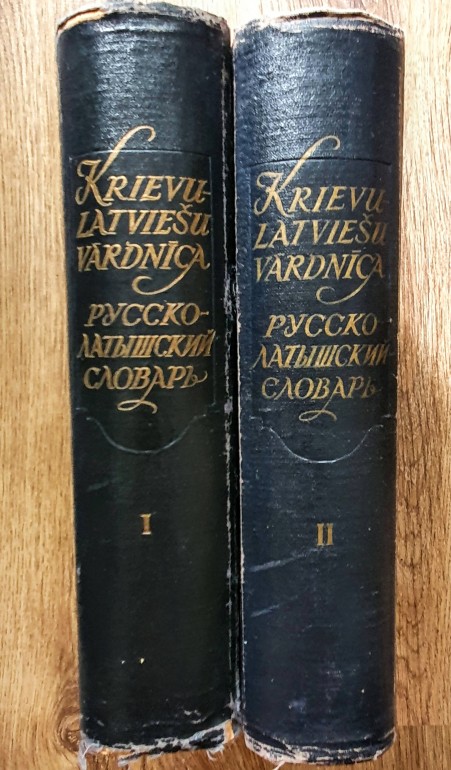 KRIEVU-
LATVIEŠU
VĀRDNĪCA
РУССКО-
ЛАТЫШСКИЙ
СЛОВАРЬ
I
KRIEVU-
LATVIEŠU
VĀRDNĪCA
РУССКО-
ЛАТЫШСКИЙ
СЛОВАРЬ
II